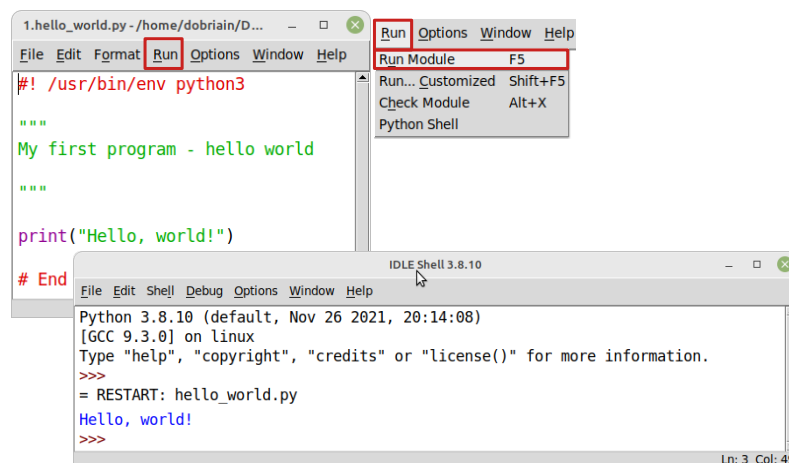 1.hello_world.py - /home/dobriain/D...
File Edit Format Run Options Window Help
#! /usr/bin/env python3
"""
My first program - hello world
"""
print("Hello, world!")
# End
Run Options Window Help
Run Module F5
Run... Customized Shift+F5
Check Module Alt+X
Python Shell
IDLE Shell 3.8.10
File Edit Shell Debug Options Window Help
Python 3.8.10 (default, Nov 26 2021, 20:14:08)
[GCC 9.3.0] on linux
Type "help", "copyright", "credits" or "license()" for more information.
>>>
= RESTART: hello_world.py
Hello, world!
>>>
Ln: 3 Col: